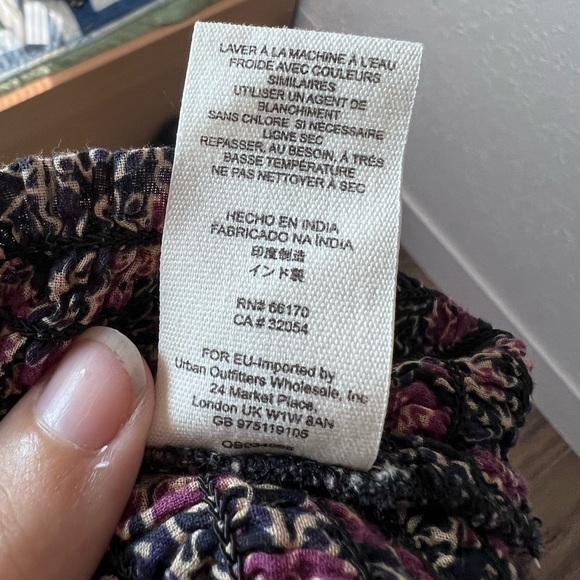 LAVER À LA MACHINE À L'EAU
FROIDE AVEC COULEURS
SIMILAIRES
UTILISER UN AGENT DE
BLANCHIMENT
SANS CHLORE SI NÉCESSAIRE
LIGNE SEC
REPASSER, AU BESOIN, À TRÈS
BASSE TEMPÉRATURE
NE PAS NETTOYER À SEC
HECHO EN INDIA
FABRICADO NA ÍNDIA
印度制造
インド製
RN# 66170
CA # 32054
FOR EU-Imported by
Urban Outfitters Wholesale, Inc
24 Market Place,
London UK W1W 8AN
GB 975119105